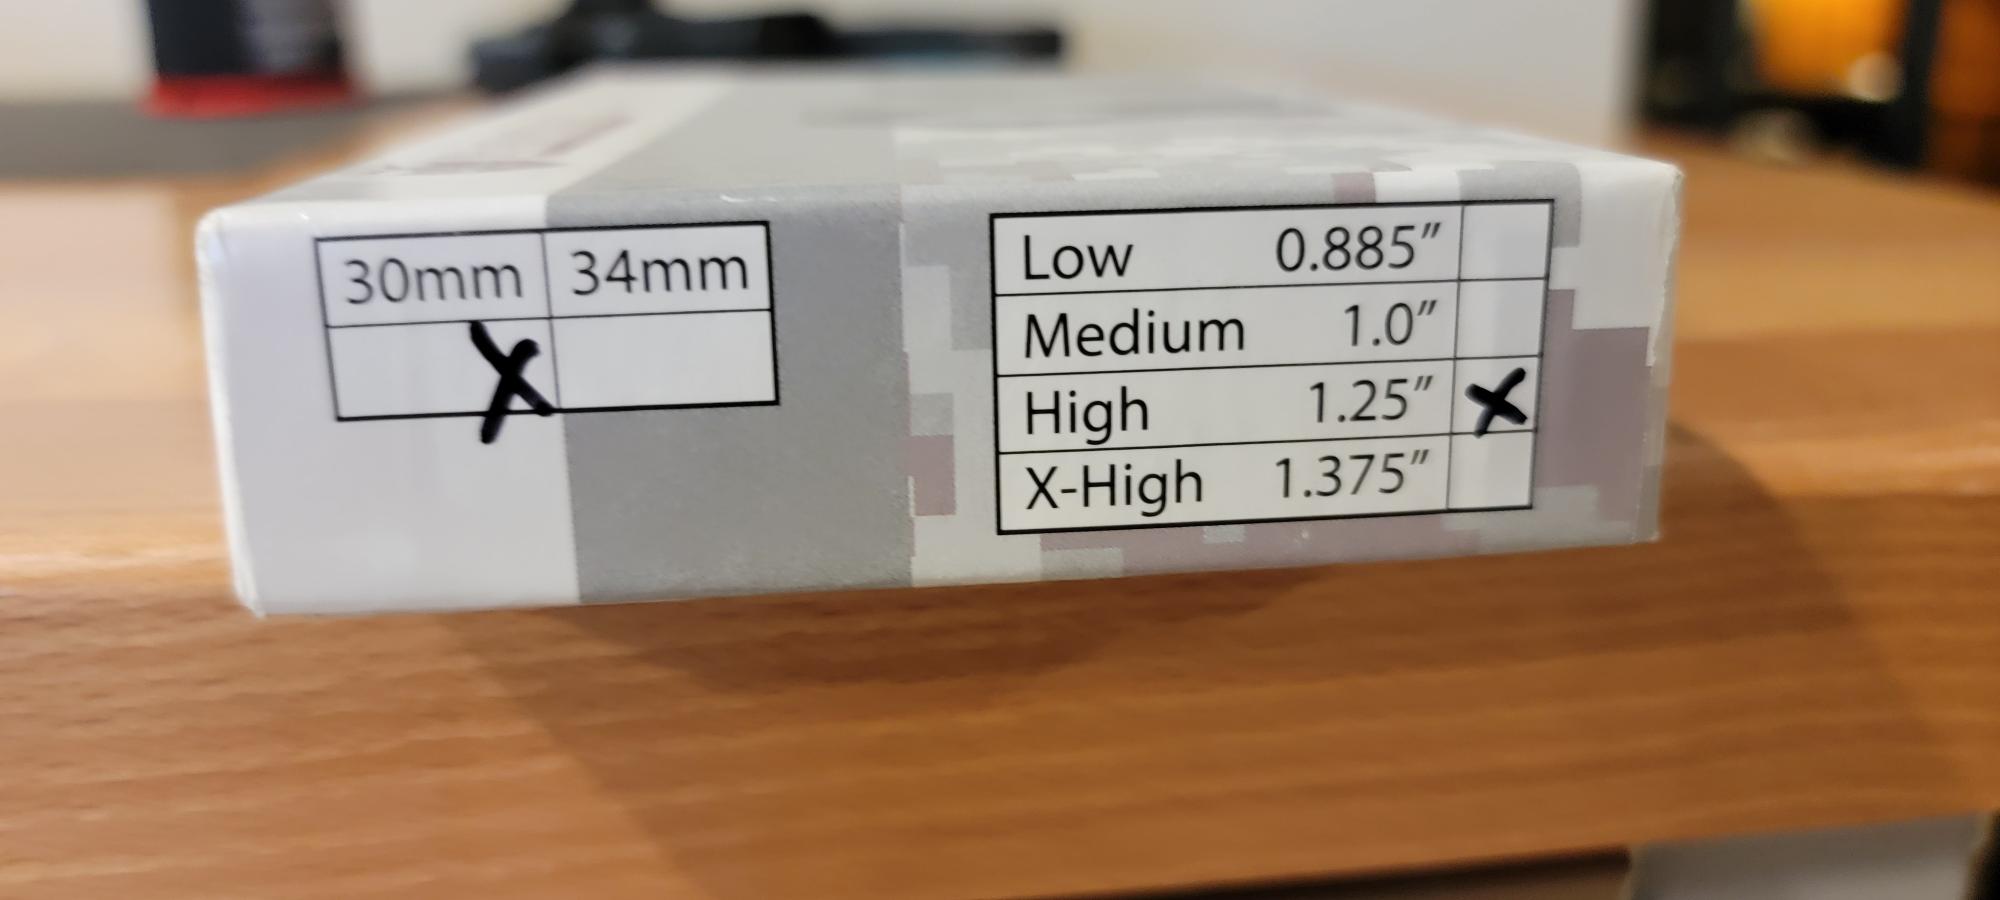 30mm 34mm
X
Low 0.885″
Medium 1.0″
High 1.25″ X
X-High 1.375″